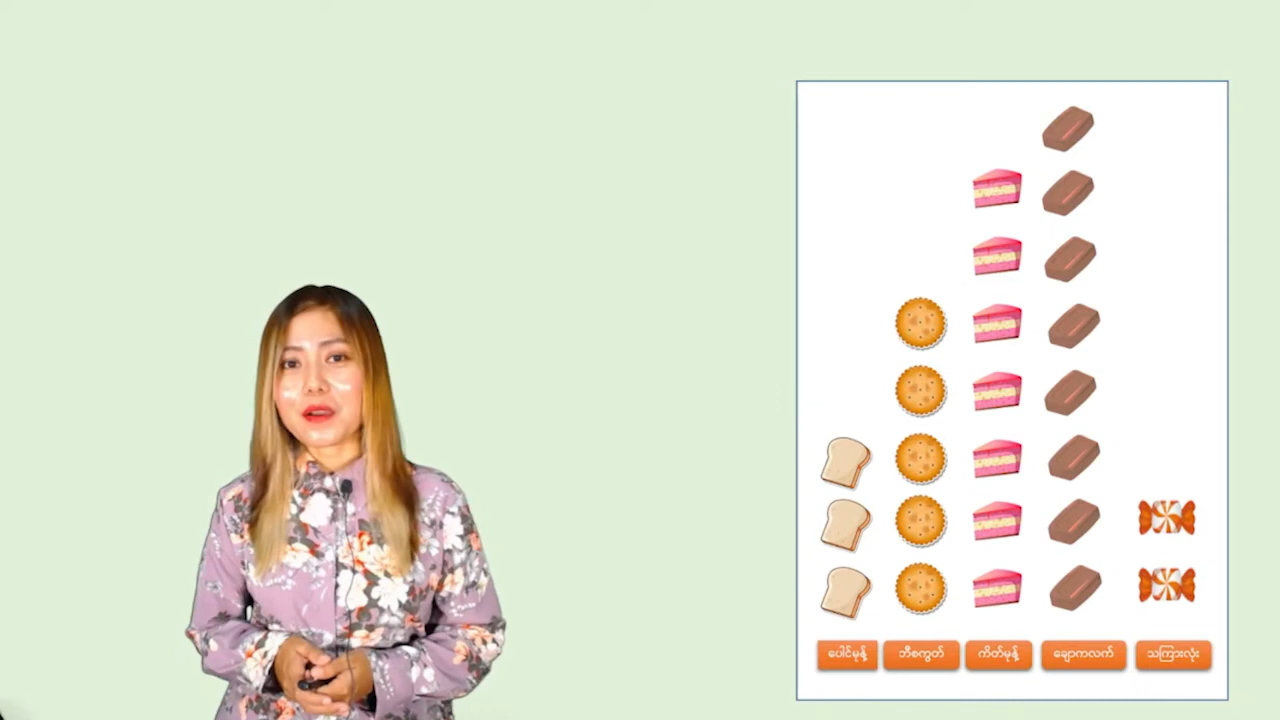 ပေါင်မုန့်
ဘီစကွတ်
ကိတ်မုန့်
ချောကလက်
သကြားလုံး